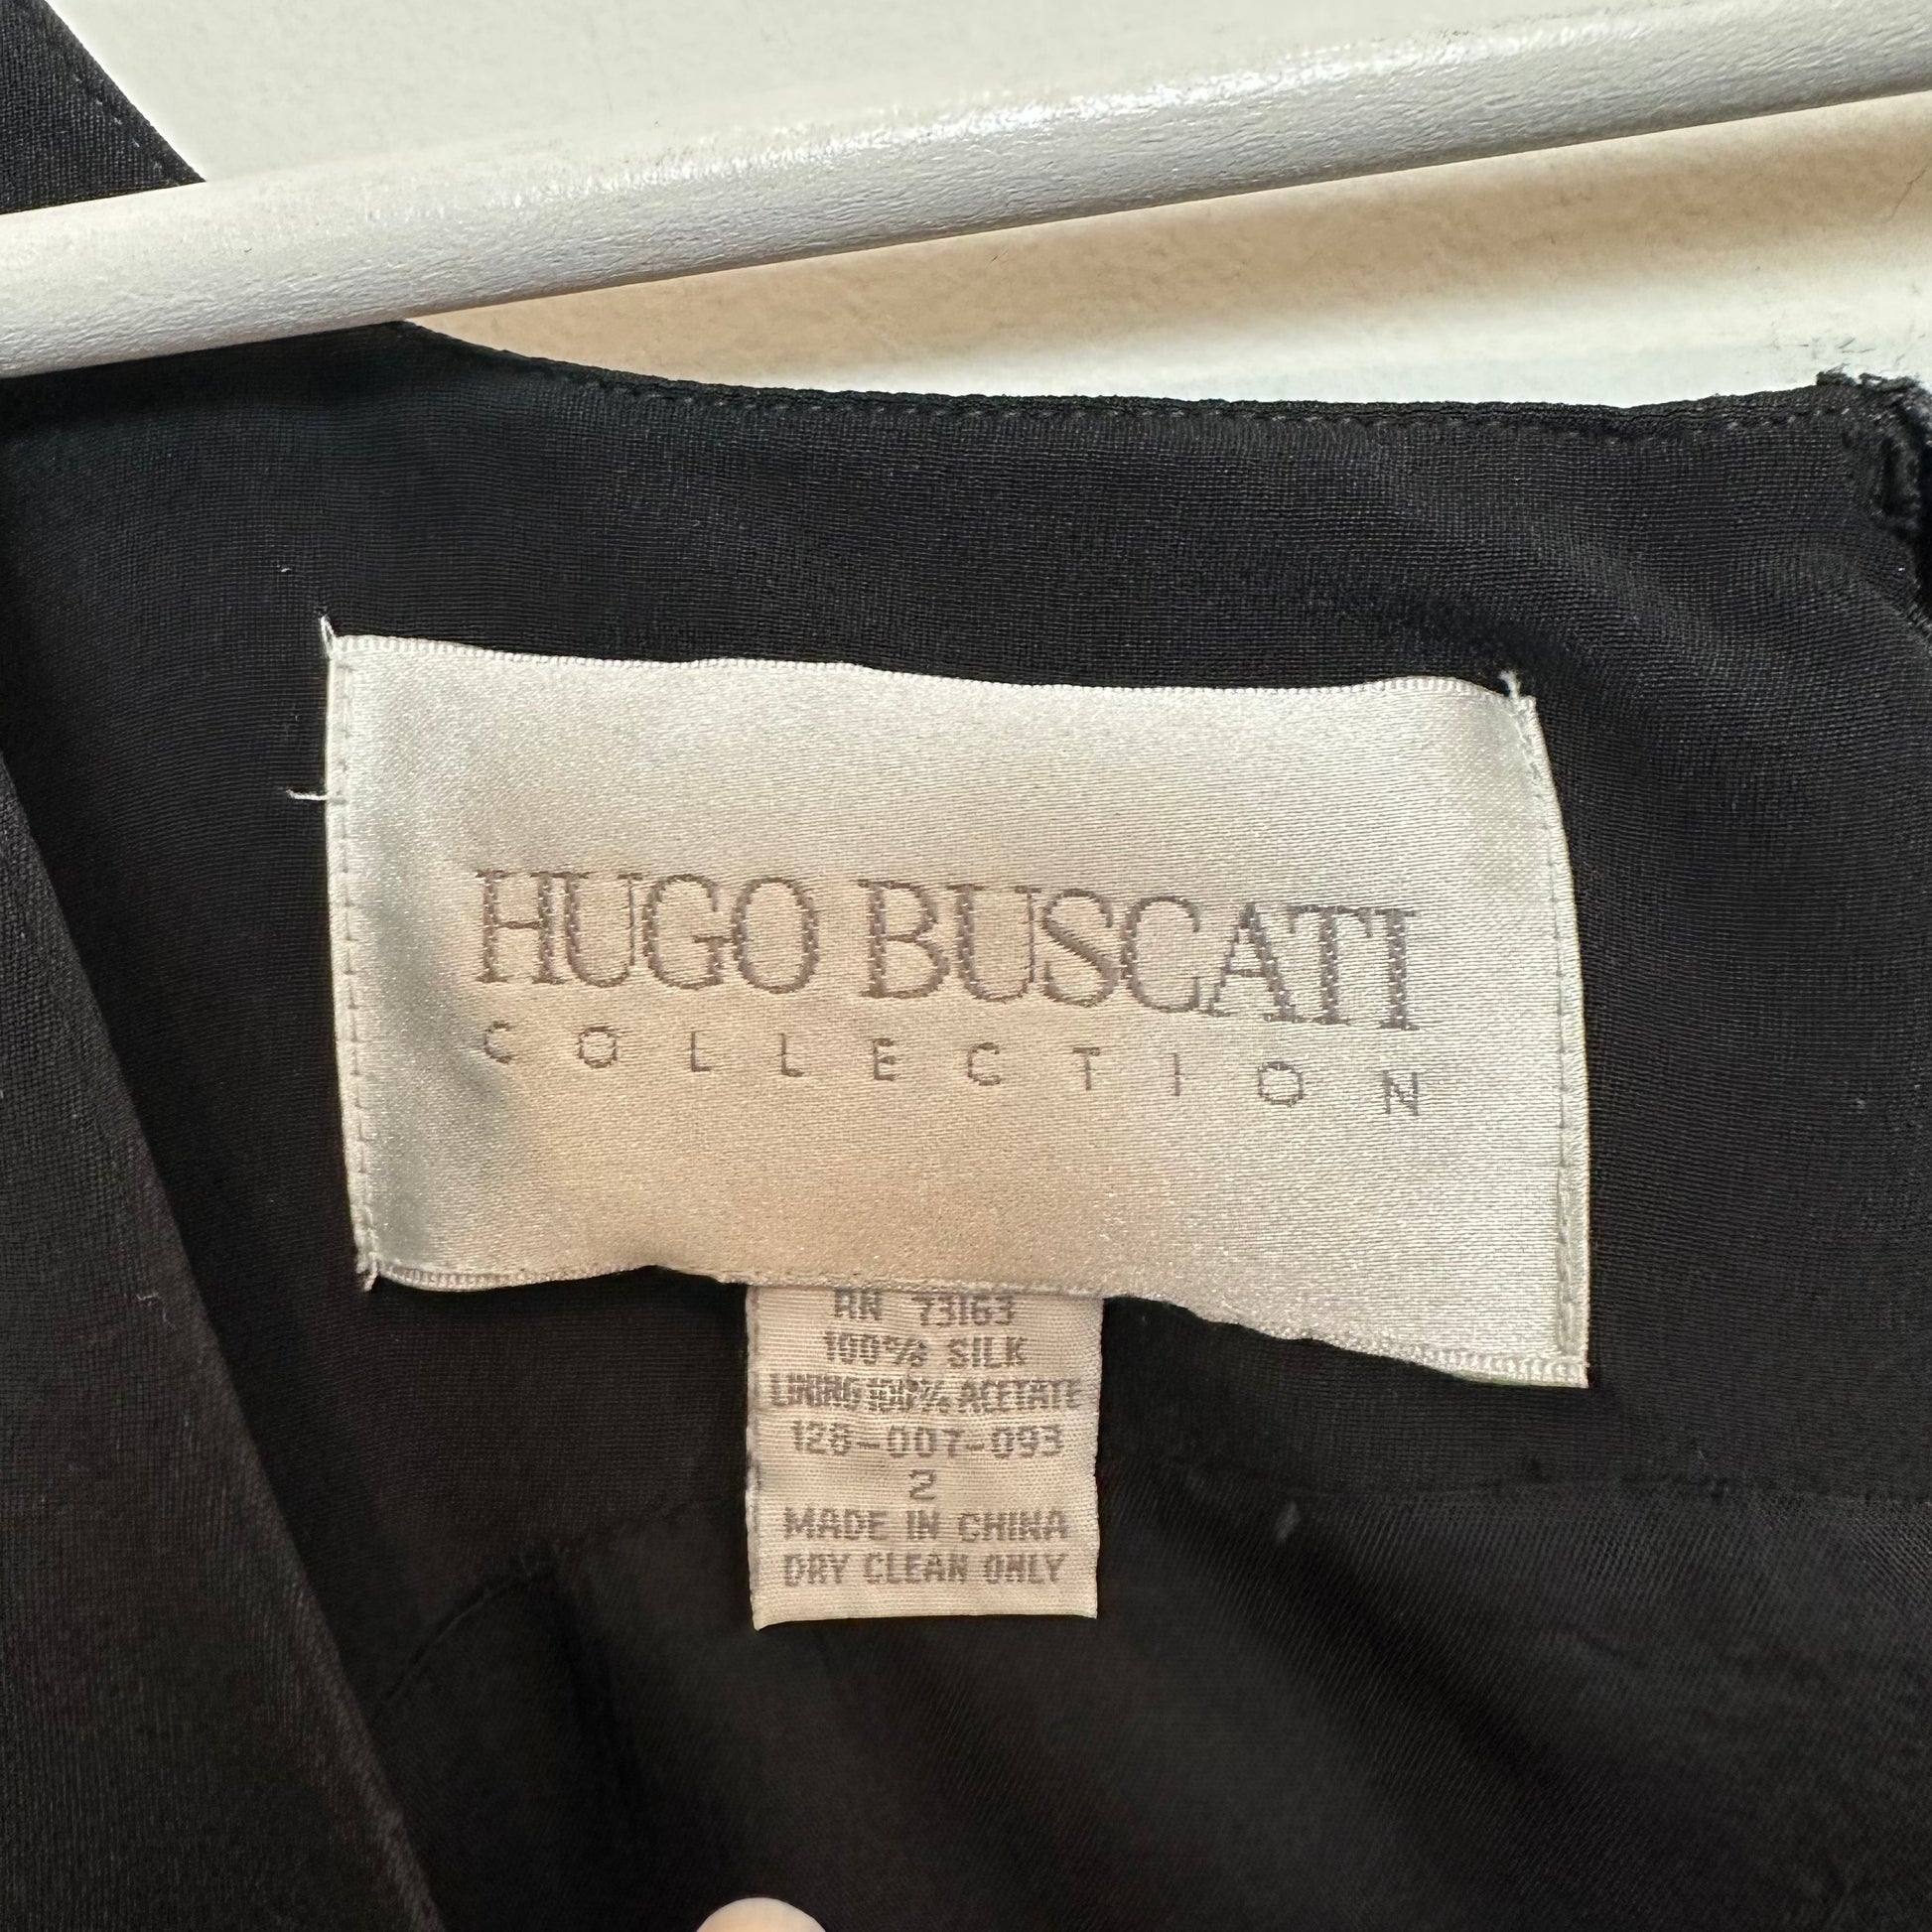 HUGO BUSCATI
COLLECTION
RN 73163
100% SILK
LINING 100% ACETATE
128-007-093
2
MADE IN CHINA
DRY CLEAN ONLY